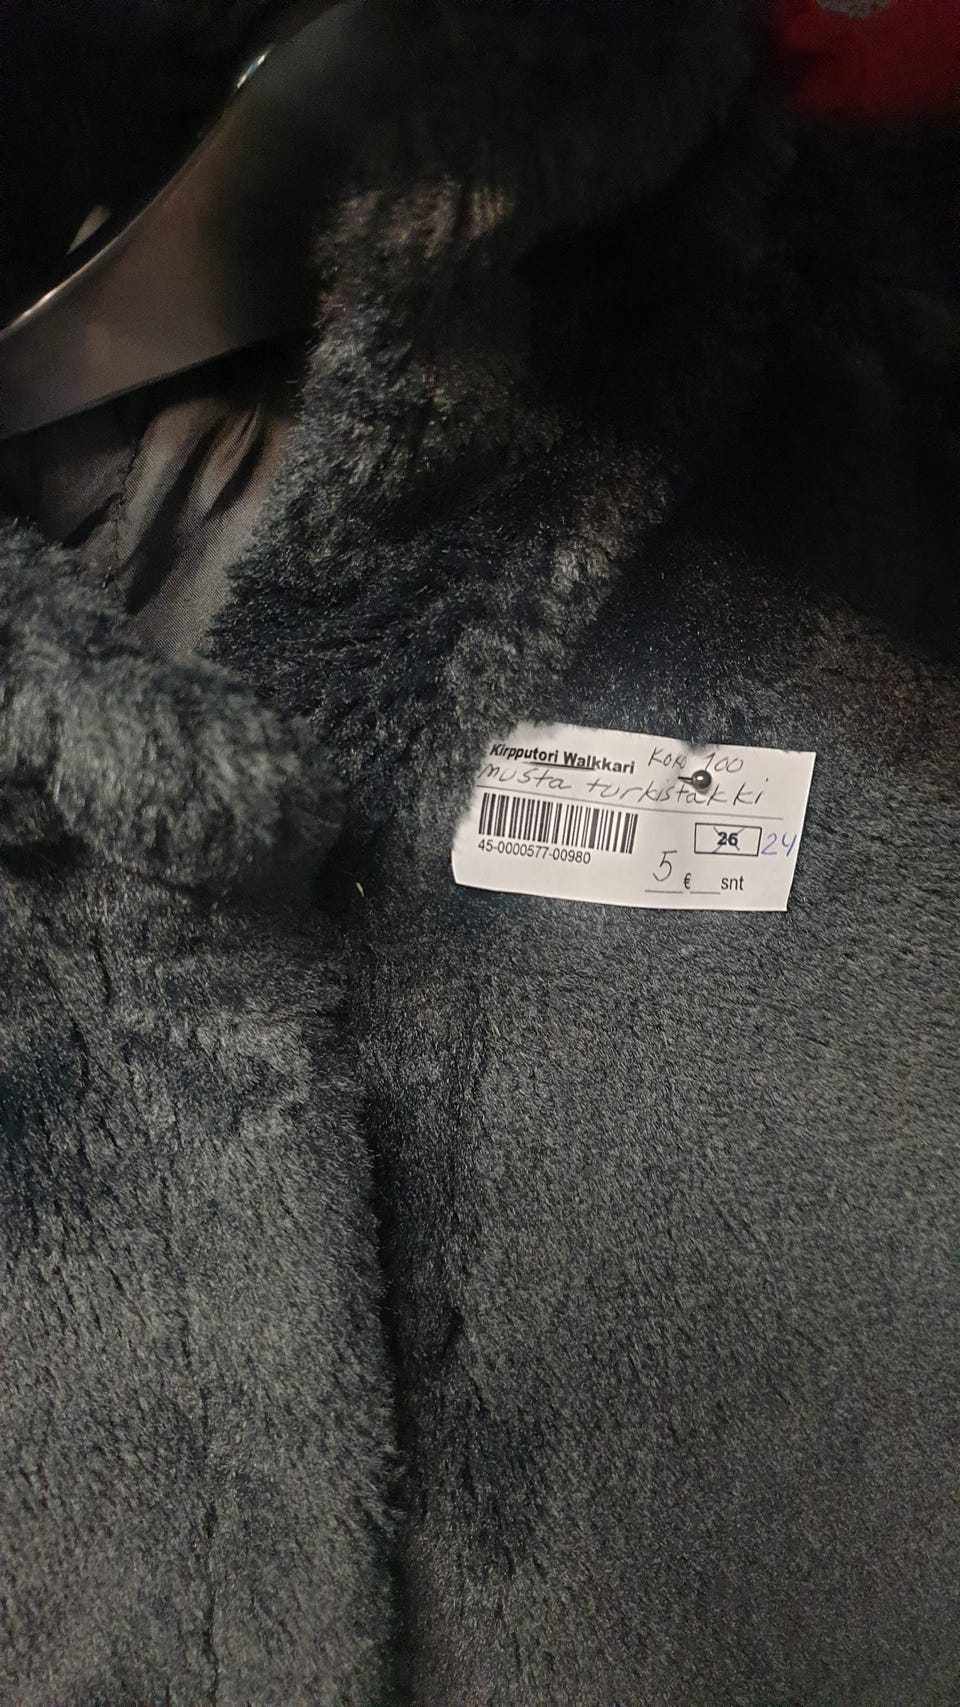 Kirpputori Walkkari Koko 100
musta turkistakki
45-0000577-00980
26 24
5 € snt